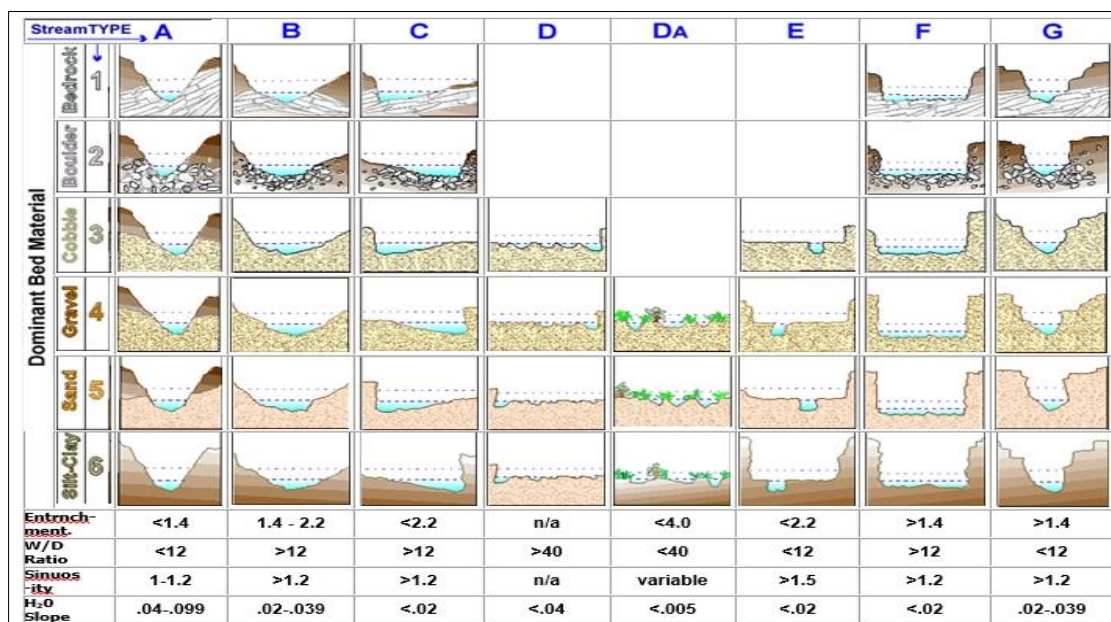 StreamTYPE A B C D DA E F G
Dominant Bed Material
Bedrock 1
Boulder 2
Cobble 3
Gravel 4
Sand 5
Silt-Clay 6
Entrnch-
ment. <1.4 1.4 - 2.2 <2.2 n/a <4.0 <2.2 >1.4 >1.4
W/D
Ratio <12 >12 >12 >40 <40 <12 >12 <12
Sinuos
-ity 1-1.2 >1.2 >1.2 n/a variable >1.5 >1.2 >1.2
H₂0
Slope .04-.099 .02-.039 <.02 <.04 <.005 <.02 <.02 .02-.039